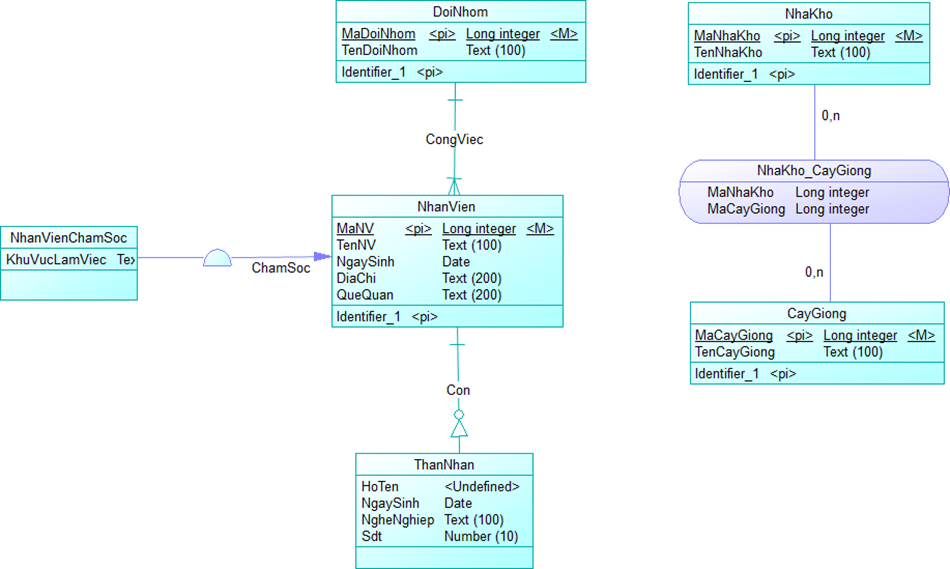 DoiNhom
MaDoiNhom <pi> Long integer <M>
TenDoiNhom Text (100)
Identifier_1 <pi>
NhaKho
MaNhaKho <pi> Long integer <M>
TenNhaKho Text (100)
Identifier_1 <pi>
0,n
CongViec
NhaKho_CayGiong
MaNhaKho Long integer
MaCayGiong Long integer
NhanVien
MaNV <pi> Long integer <M>
TenNV Text (100)
NgaySinh Date
DiaChi Text (200)
QueQuan Text (200)
Identifier_1 <pi>
NhanVienChamSoc
KhuVucLamViec Te
ChamSoc
0,n
CayGiong
MaCayGiong <pi> Long integer <M>
TenCayGiong Text (100)
Identifier_1 <pi>
Con
ThanNhan
HoTen <Undefined>
NgaySinh Date
NgheNghiep Text (100)
Sdt Number (10)